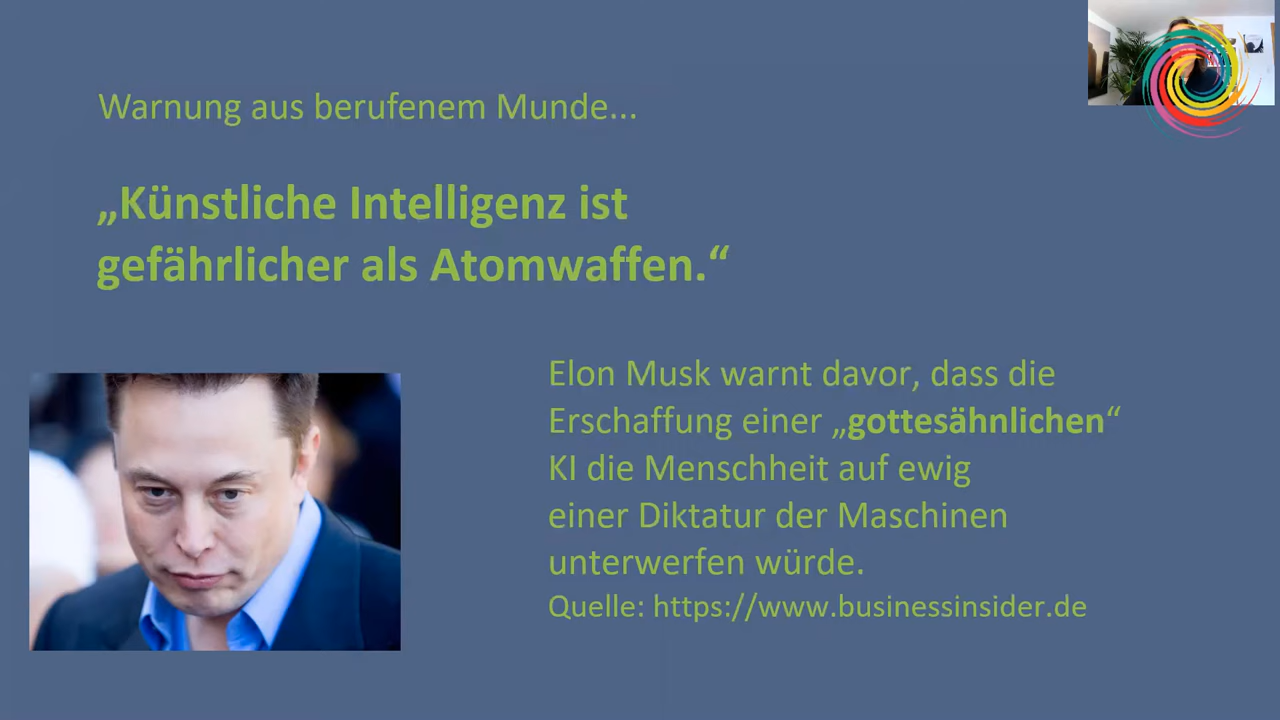 Warnung aus berufenem Munde...
„Künstliche Intelligenz ist
gefährlicher als Atomwaffen.“
Elon Musk warnt davor, dass die
Erschaffung einer „gottesähnlichen“
KI die Menschheit auf ewig
einer Diktatur der Maschinen
unterwerfen würde.
Quelle: https://www.businessinsider.de